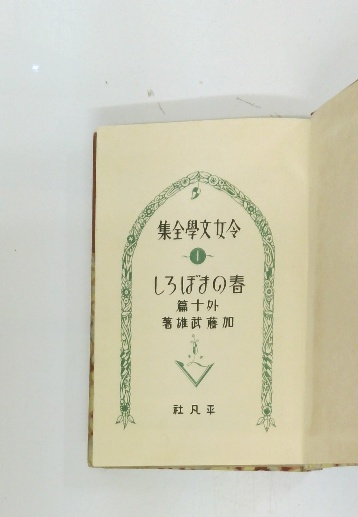 令女文學全集
1
春のまぼろし
外十篇
加藤武雄著
平凡社